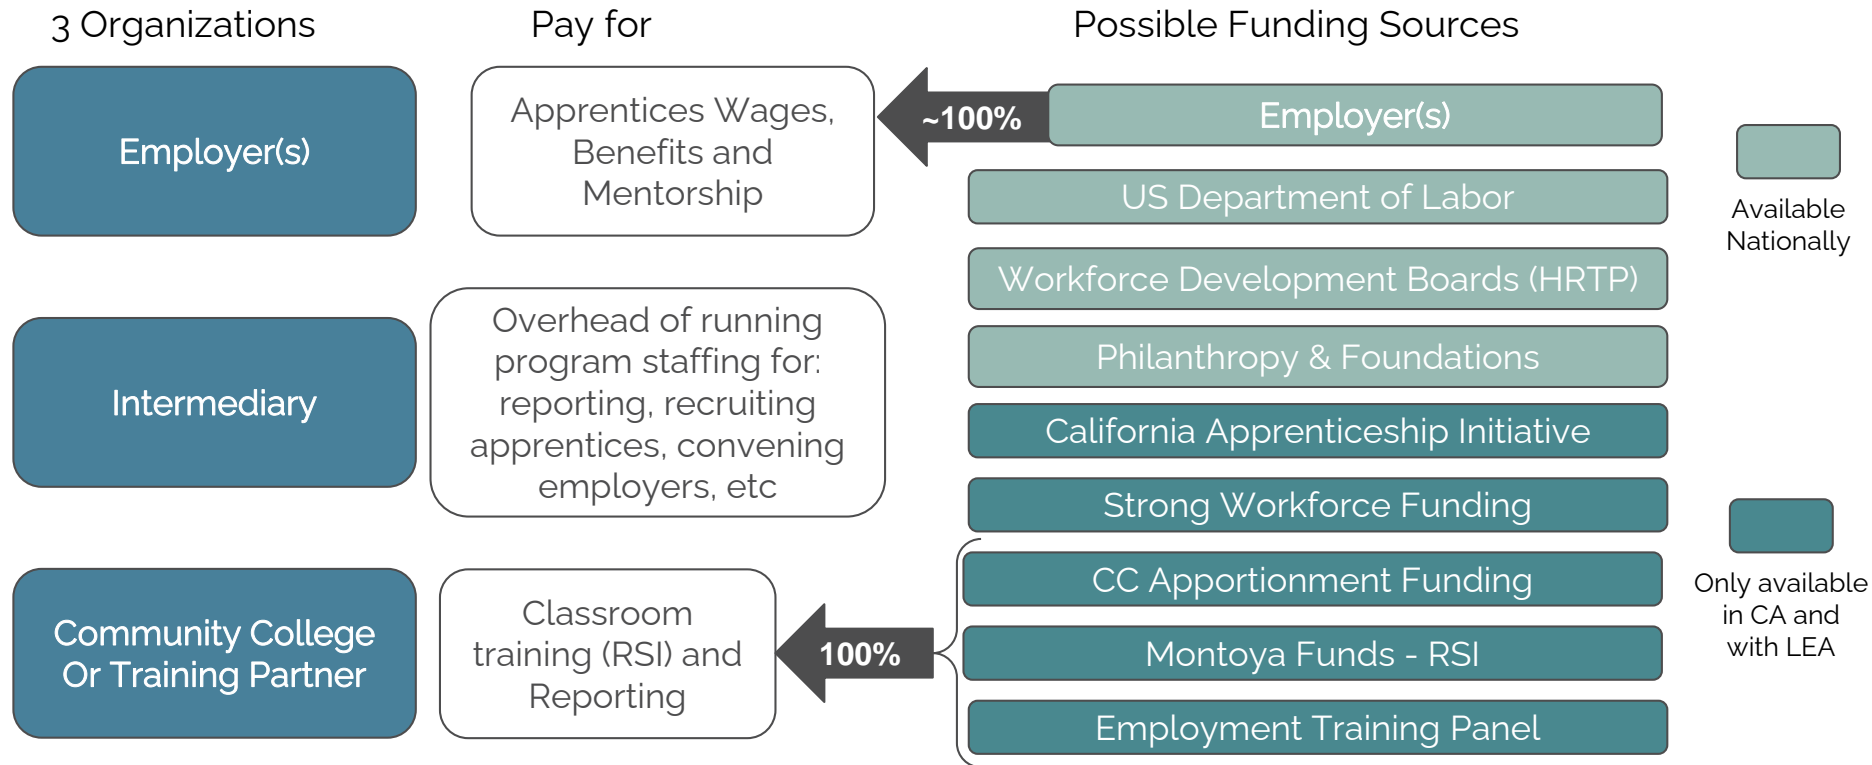 3 Organizations
Pay for
Possible Funding Sources
Employer(s)
Apprentices Wages,
Benefits and
Mentorship
~100%
Employer(s)
US Department of Labor
Workforce Development Boards (HRTP)
Philanthropy & Foundations
Available
Nationally
Intermediary
Overhead of running
program staffing for:
reporting, recruiting
apprentices, convening
employers, etc
California Apprenticeship Initiative
Strong Workforce Funding
Community College
Or Training Partner
Classroom
training (RSI) and
Reporting
100%
CC Apportionment Funding
Montoya Funds - RSI
Employment Training Panel
Only available
in CA and
with LEA